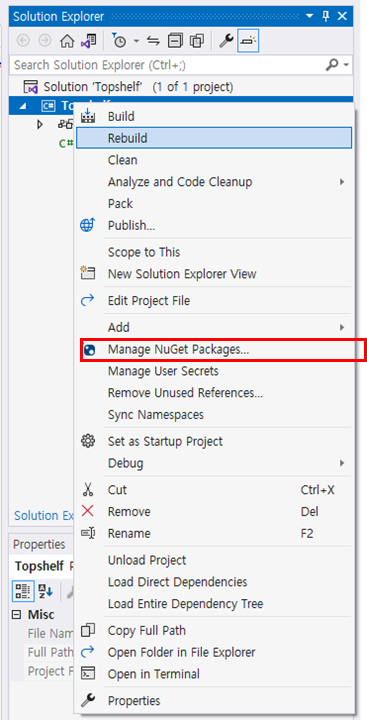 Solution Explorer
Search Solution Explorer (Ctrl+;)
Solution 'Topshelf' (1 of 1 project)
Topshelf
Build
Rebuild
Clean
Analyze and Code Cleanup
Pack
Publish...
Scope to This
New Solution Explorer View
Edit Project File
Add
Manage NuGet Packages...
Manage User Secrets
Remove Unused References...
Sync Namespaces
Set as Startup Project
Debug
Cut Ctrl+X
Remove Del
Rename F2
Solution Ex
Properties
Unload Project
Topshelf P
Load Direct Dependencies
Load Entire Dependency Tree
Misc
File Nam
Copy Full Path
Full Path
Open Folder in File Explorer
Project F
Open in Terminal
Properties